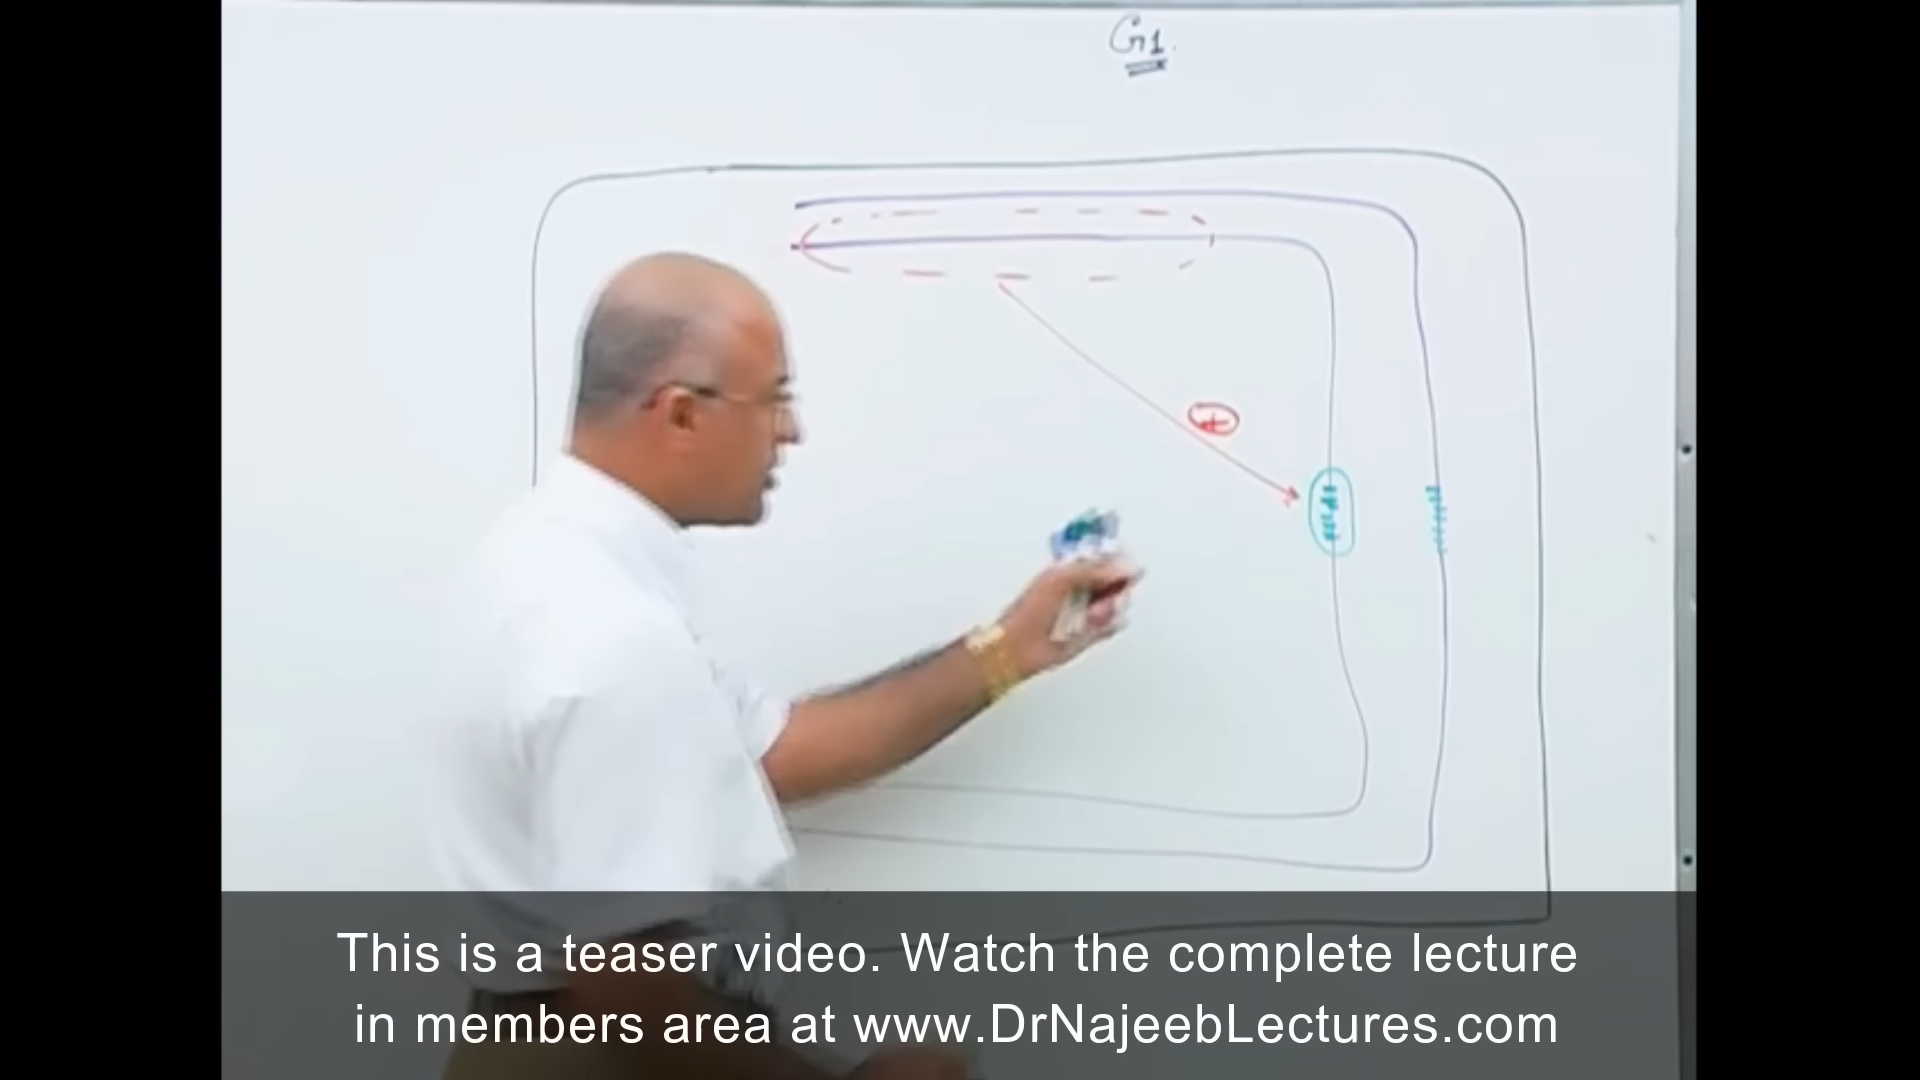 G1.
+
This is a teaser video. Watch the complete lecture
in members area at www.DrNajeebLectures.com